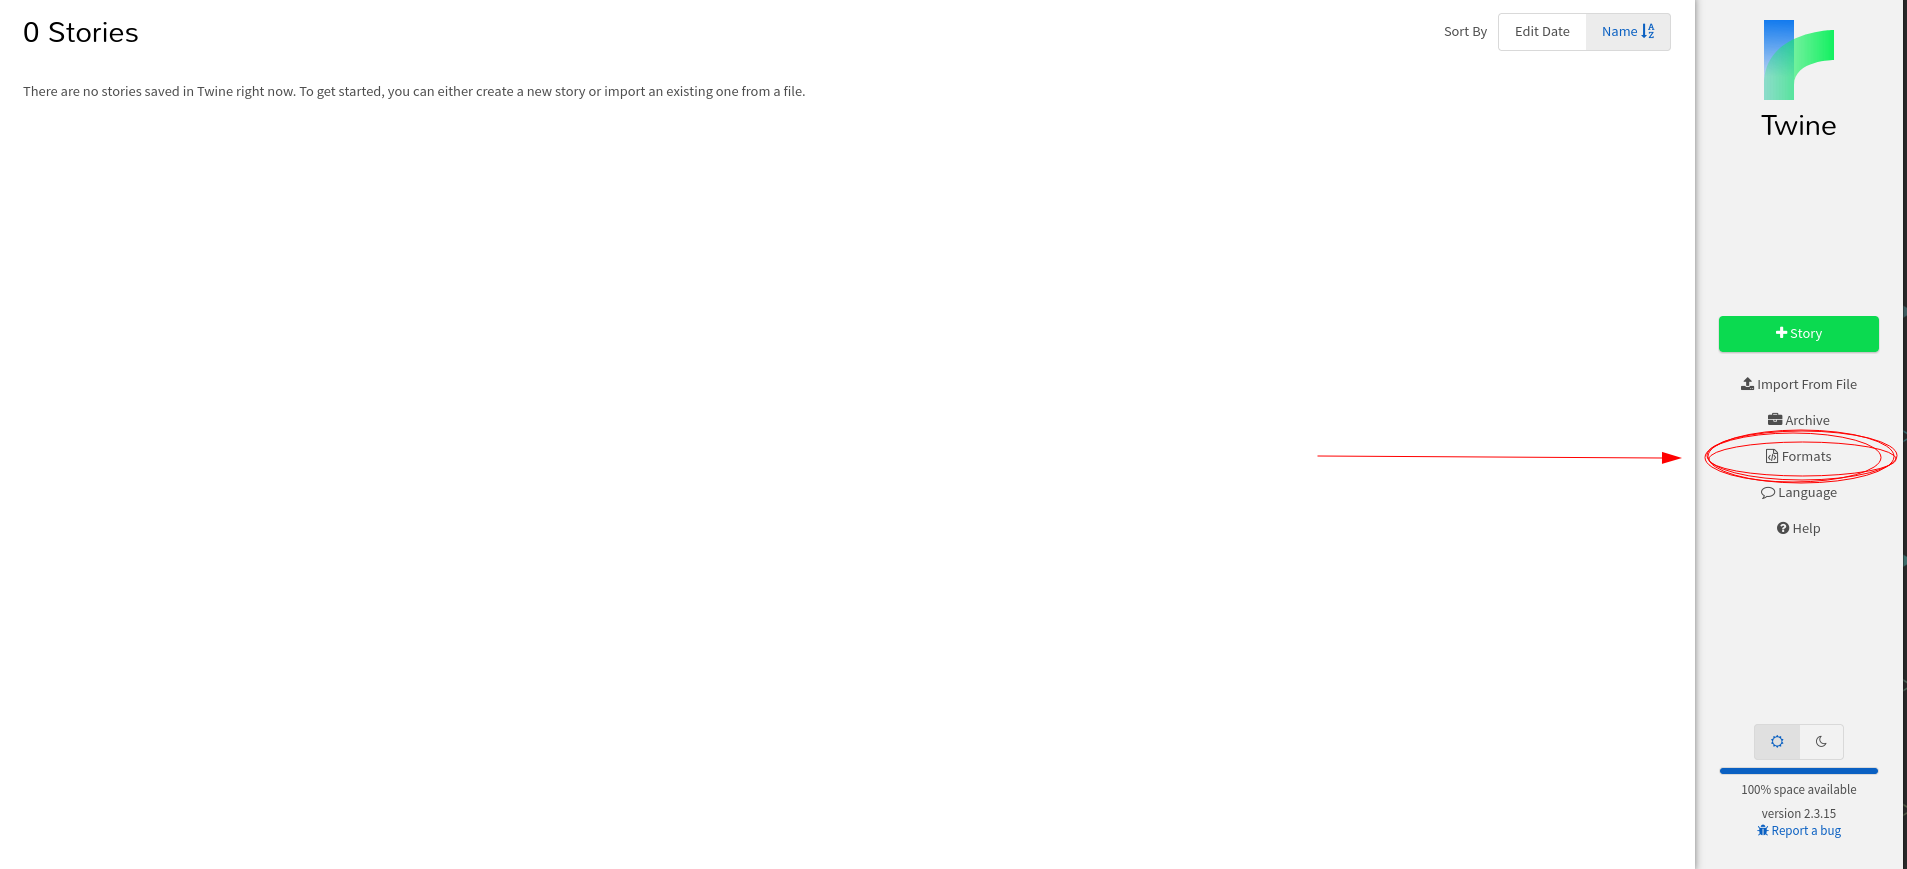 0 Stories
Sort By Edit Date Name
There are no stories saved in Twine right now. To get started, you can either create a new story or import an existing one from a file.
Twine
Story
Import From File
Archive
Formats
Language
Help
100% space available
version 2.3.15
Report a bug